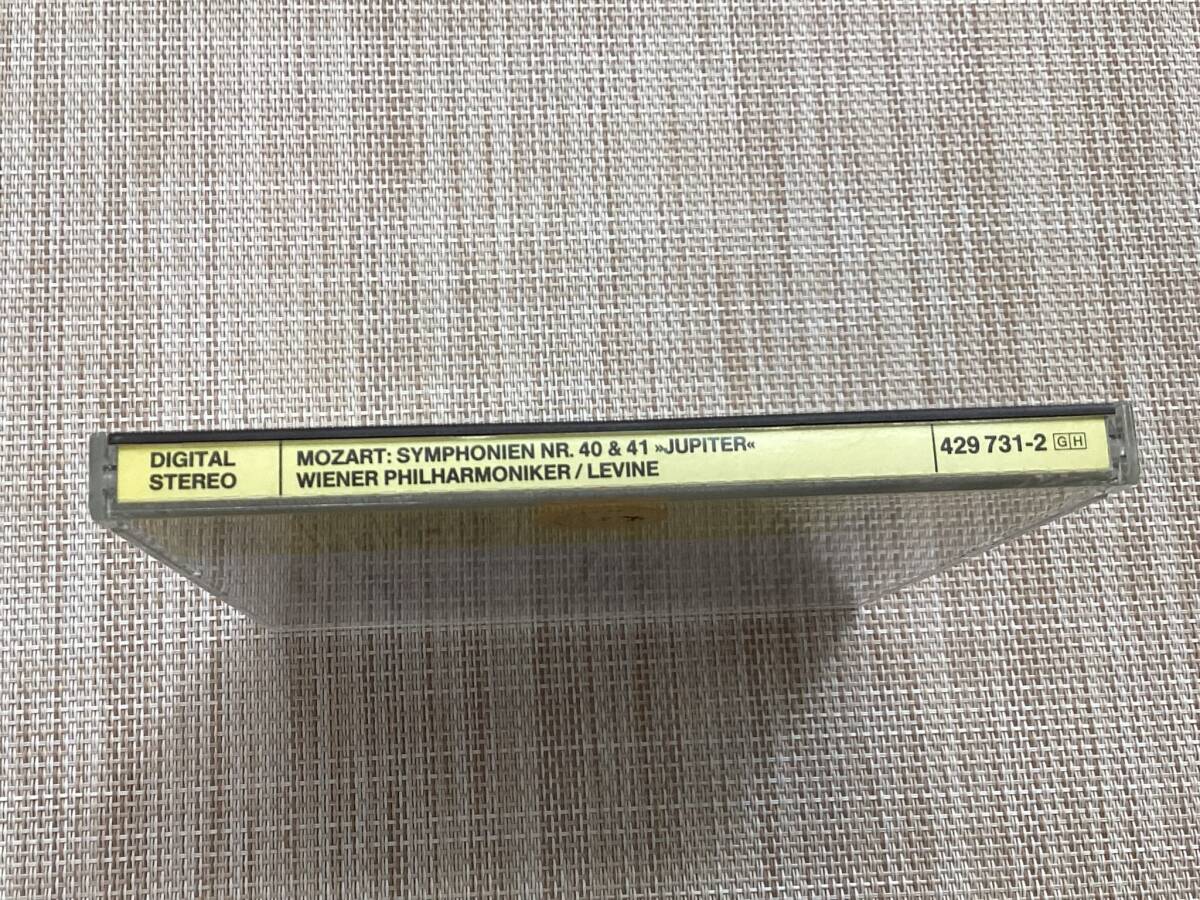 DIGITAL
STEREO
MOZART: SYMPHONIEN NR. 40 & 41 »JUPITER«
WIENER PHILHARMONIKER / LEVINE
429 731-2 GH